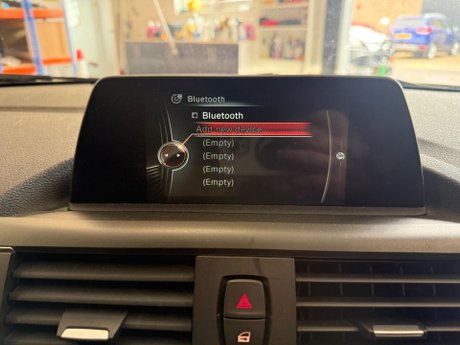 Bluetooth
Bluetooth
Add new device
(Empty)
(Empty)
(Empty)
(Empty)